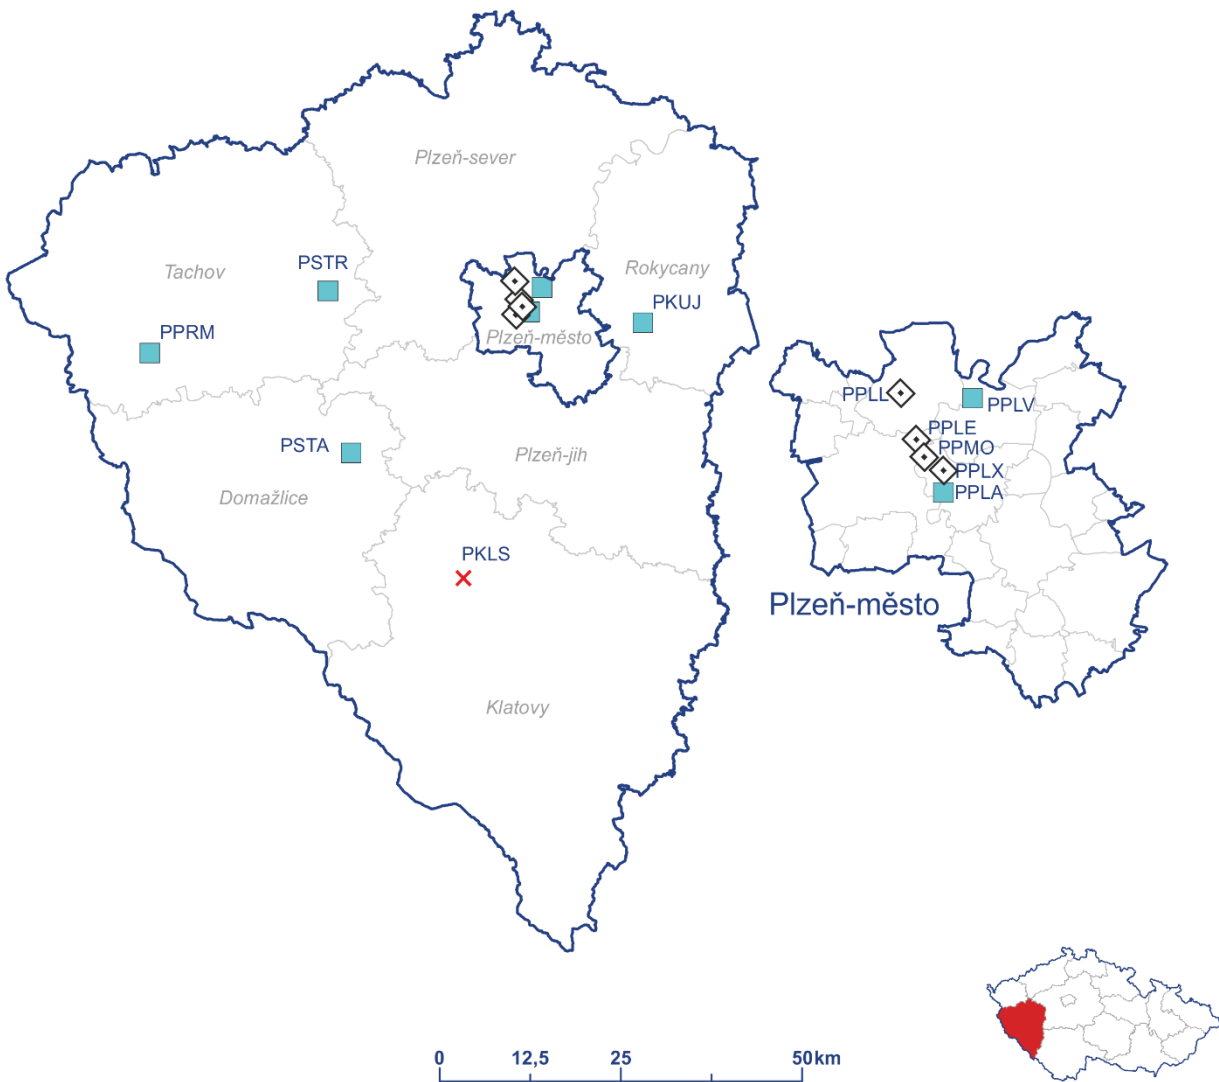 Plzeň-sever
PSTR
Tachov
Rokycany
PKUJ
PPRM
Plzeň-město
PPLL
PPLV
PPLE
PPMO
PPLX
PPLA
PSTA
Plzeň-jih
Domažlice
PKLS
Plzeň-město
Klatovy
0 12,5 25 50km